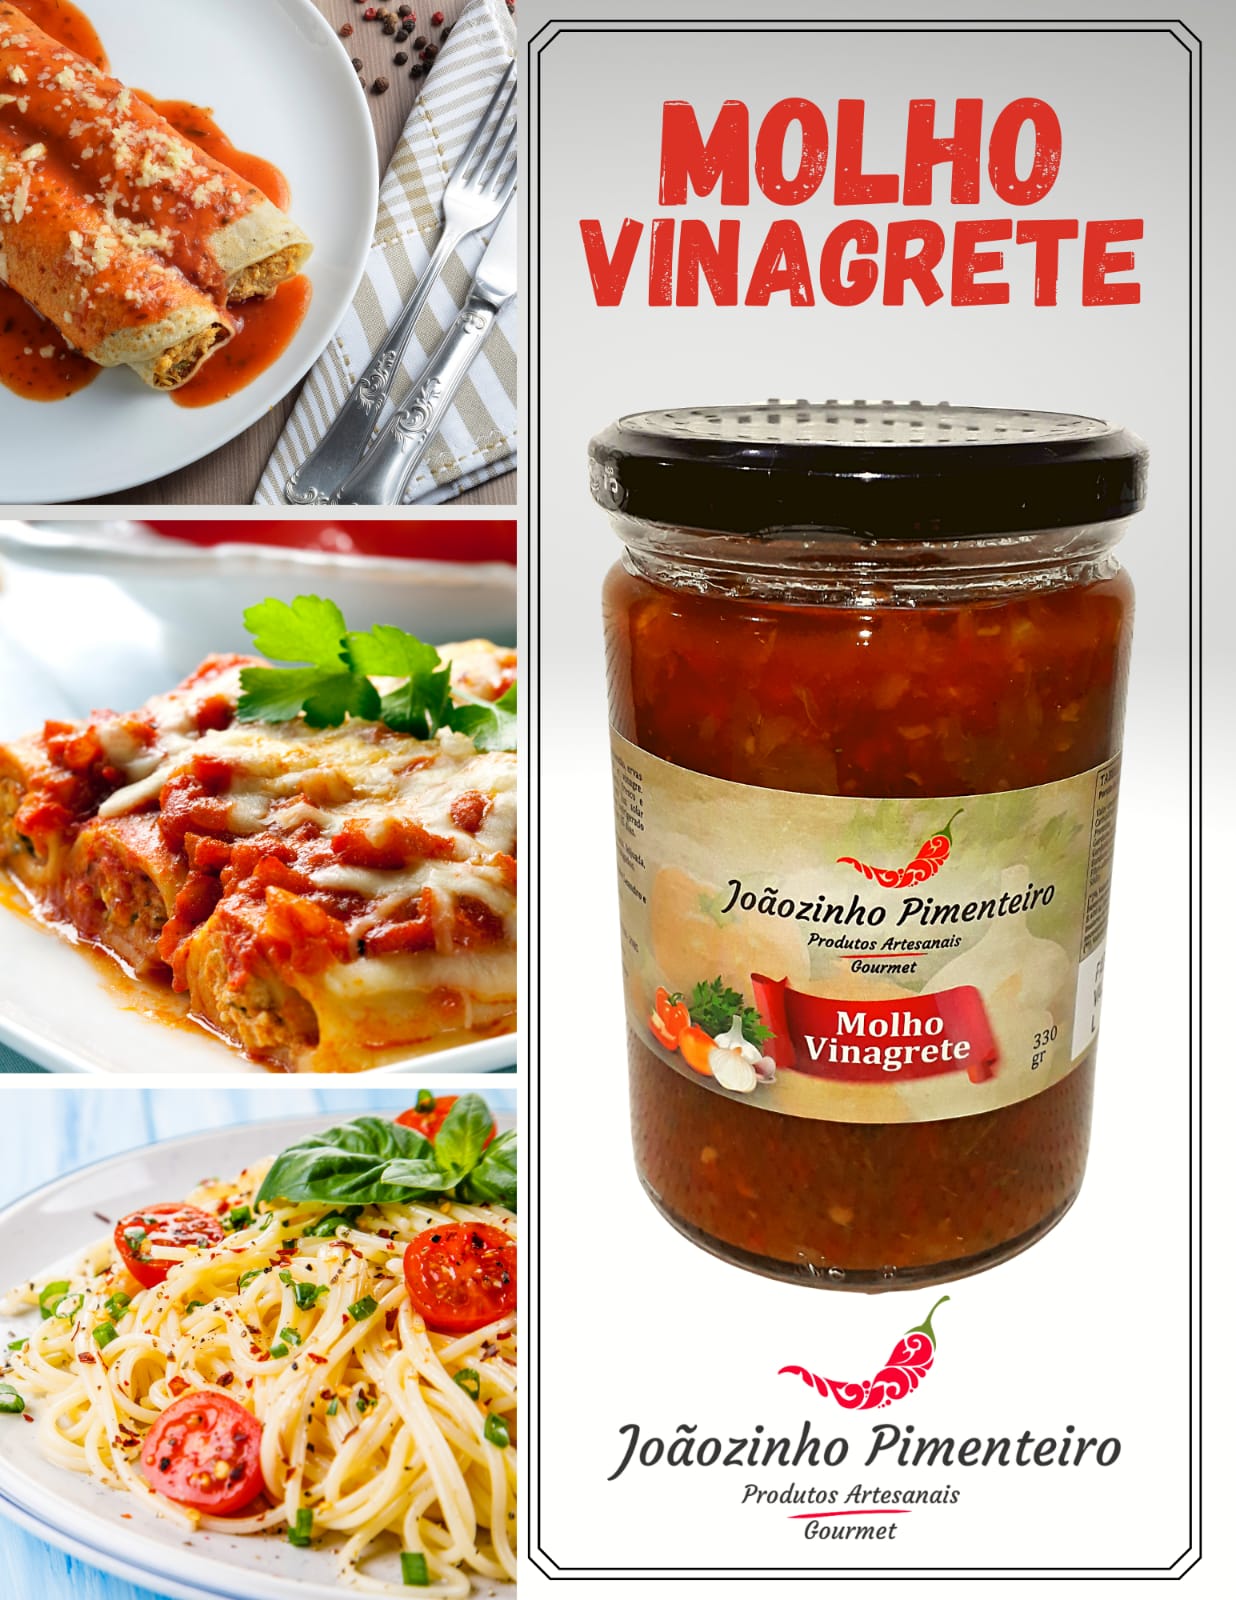 MOLHO
VINAGRETE
Joãozinho Pimenteiro
Produtos Artesanais
Gourmet
Molho
Vinagrete
330
gr
Joãozinho Pimenteiro
Produtos Artesanais
Gourmet